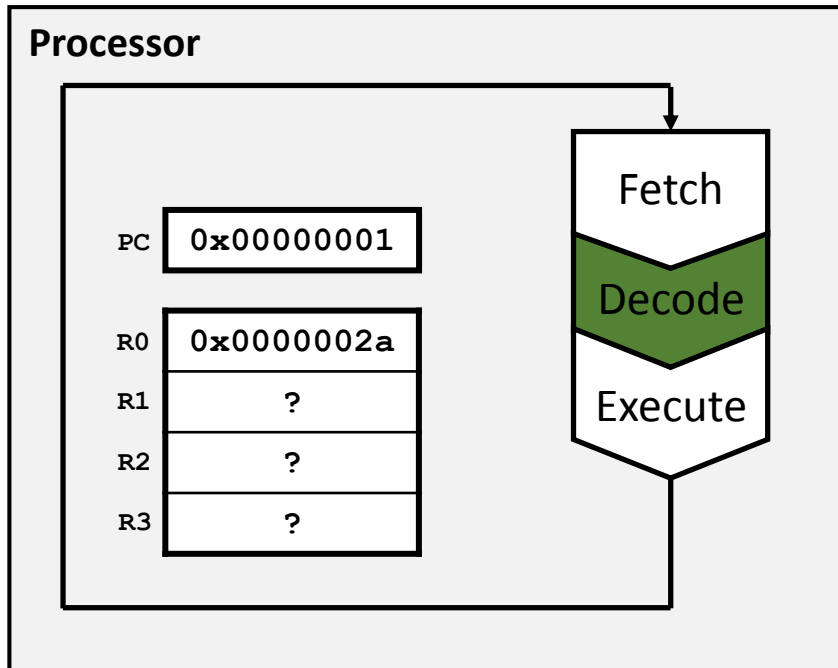 Processor
Fetch
PC 0x00000001
Decode
R0 0x0000002a
R1 ?
Execute
R2 ?
R3 ?